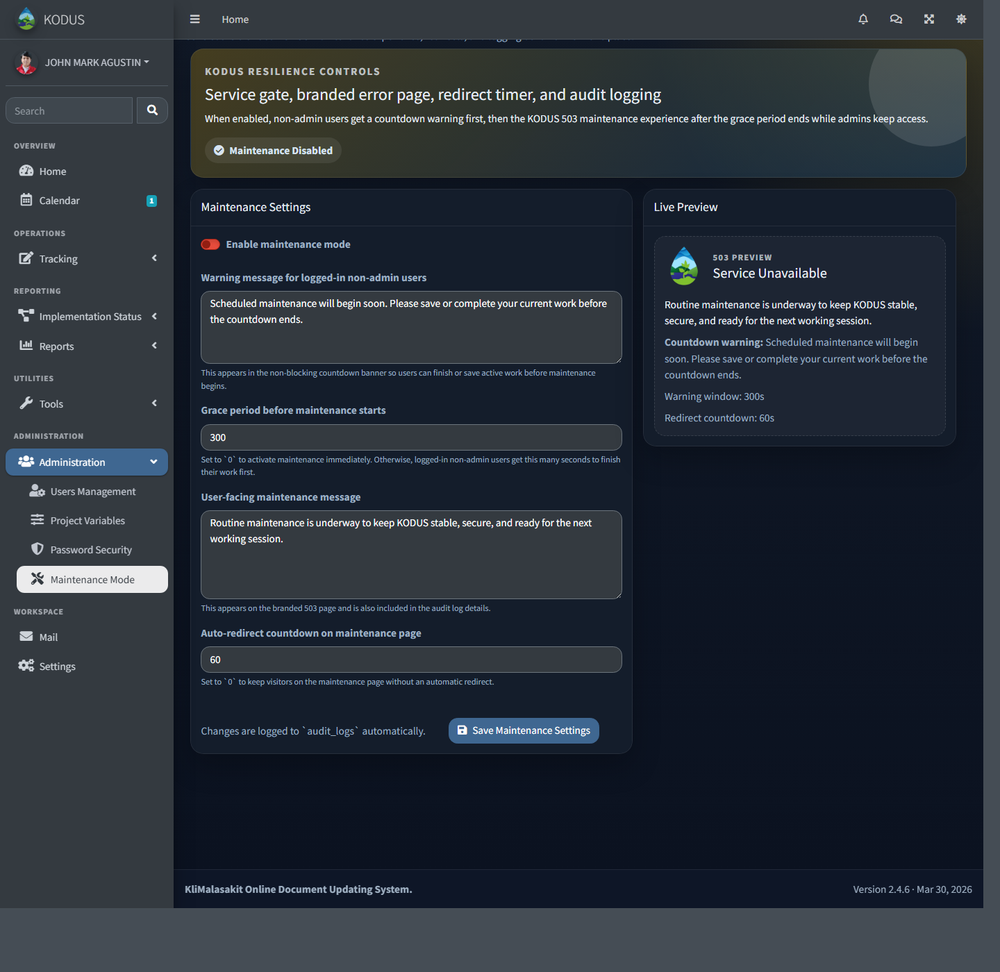 KODUS
Home
JOHN MARK AGUSTIN
Search
OVERVIEW
Home
Calendar
1
OPERATIONS
Tracking
REPORTING
Implementation Status
Reports
UTILITIES
Tools
ADMINISTRATION
Administration
Users Management
Project Variables
Password Security
Maintenance Mode
WORKSPACE
Mail
Settings
KODUS RESILIENCE CONTROLS
Service gate, branded error page, redirect timer, and audit logging
When enabled, non-admin users get a countdown warning first, then the KODUS 503 maintenance experience after the grace period ends while admins keep access.
Maintenance Disabled
Maintenance Settings
Enable maintenance mode
Warning message for logged-in non-admin users
Scheduled maintenance will begin soon. Please save or complete your current work before
the countdown ends.
This appears in the non-blocking countdown banner so users can finish or save active work before maintenance
begins.
Grace period before maintenance starts
300
Set to `0` to activate maintenance immediately. Otherwise, logged-in non-admin users get this many seconds to finish
their work first.
User-facing maintenance message
Routine maintenance is underway to keep KODUS stable, secure, and ready for the next
working session.
This appears on the branded 503 page and is also included in the audit log details.
Auto-redirect countdown on maintenance page
60
Set to `0` to keep visitors on the maintenance page without an automatic redirect.
Changes are logged to `audit_logs` automatically.
Save Maintenance Settings
Live Preview
503 PREVIEW
Service Unavailable
Routine maintenance is underway to keep KODUS stable,
secure, and ready for the next working session.
Countdown warning: Scheduled maintenance will begin
soon. Please save or complete your current work before the
countdown ends.
Warning window: 300s
Redirect countdown: 60s
KliMalasakit Online Document Updating System.
Version 2.4.6 · Mar 30, 2026